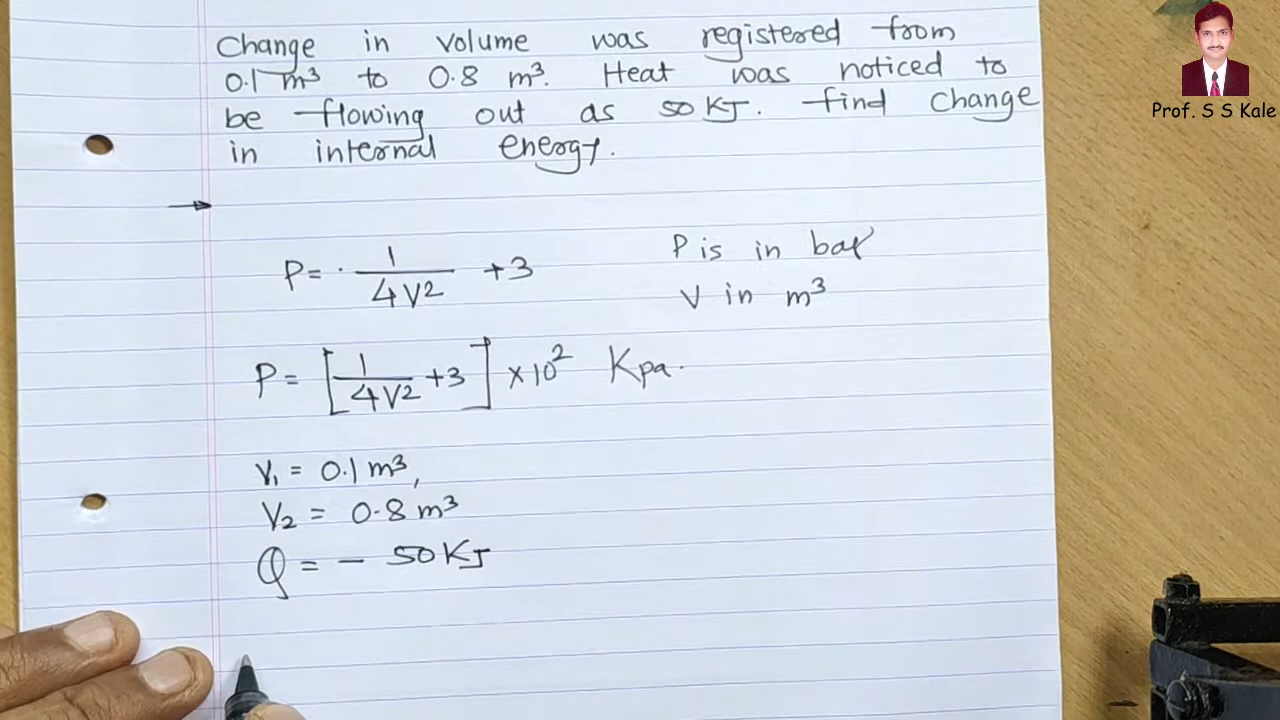 Change in volume was registered from
0.1 m³ to 0.8 m³. Heat was noticed to
be flowing out as 50 KJ. find change
in internal energy.
Prof. S S Kale
P = 1/4V² + 3
P is in bar
V in m³
P = [1/4V² + 3] × 10² Kpa.
V₁ = 0.1 m³,
V₂ = 0.8 m³
Q = - 50 KJ